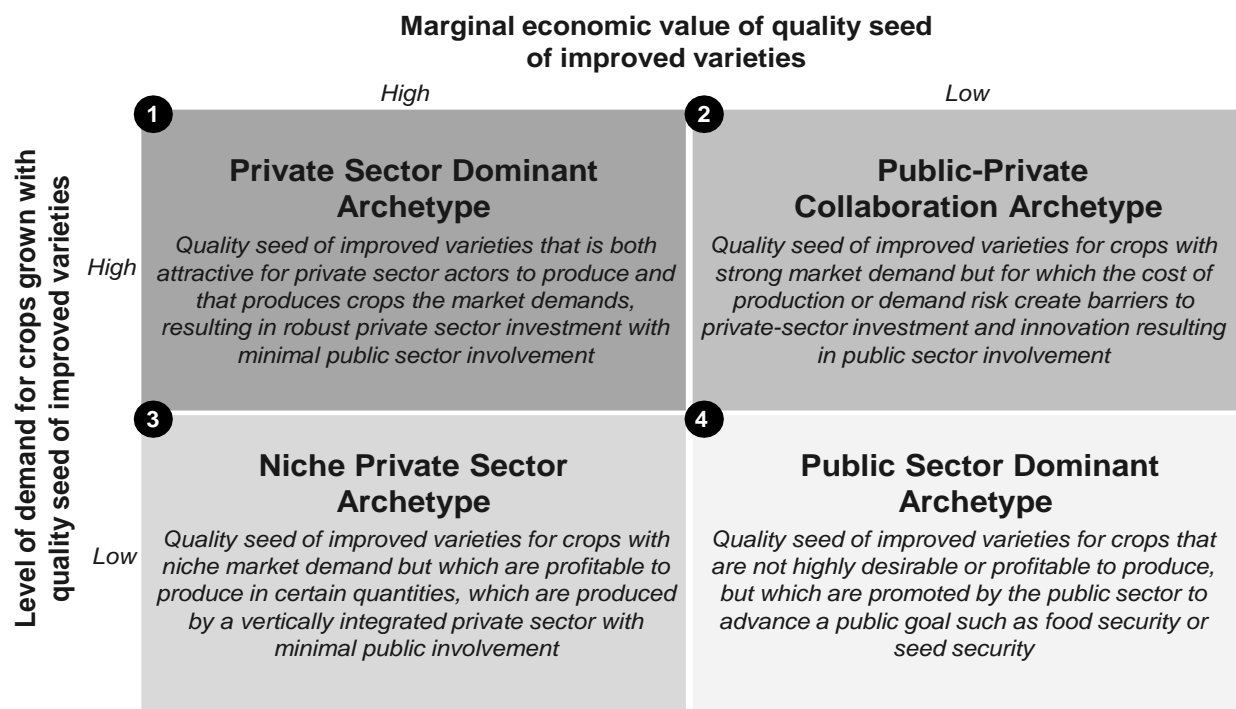 Marginal economic value of quality seed
of improved varieties
High
Low
Level of demand for crops grown with
quality seed of improved varieties
High
1
Private Sector Dominant
Archetype
Quality seed of improved varieties that is both
attractive for private sector actors to produce and
that produces crops the market demands,
resulting in robust private sector investment with
minimal public sector involvement
2
Public-Private
Collaboration Archetype
Quality seed of improved varieties for crops with
strong market demand but for which the cost of
production or demand risk create barriers to
private-sector investment and innovation resulting
in public sector involvement
Low
3
Niche Private Sector
Archetype
Quality seed of improved varieties for crops with
niche market demand but which are profitable to
produce in certain quantities, which are produced
by a vertically integrated private sector with
minimal public involvement
4
Public Sector Dominant
Archetype
Quality seed of improved varieties for crops that
are not highly desirable or profitable to produce,
but which are promoted by the public sector to
advance a public goal such as food security or
seed security